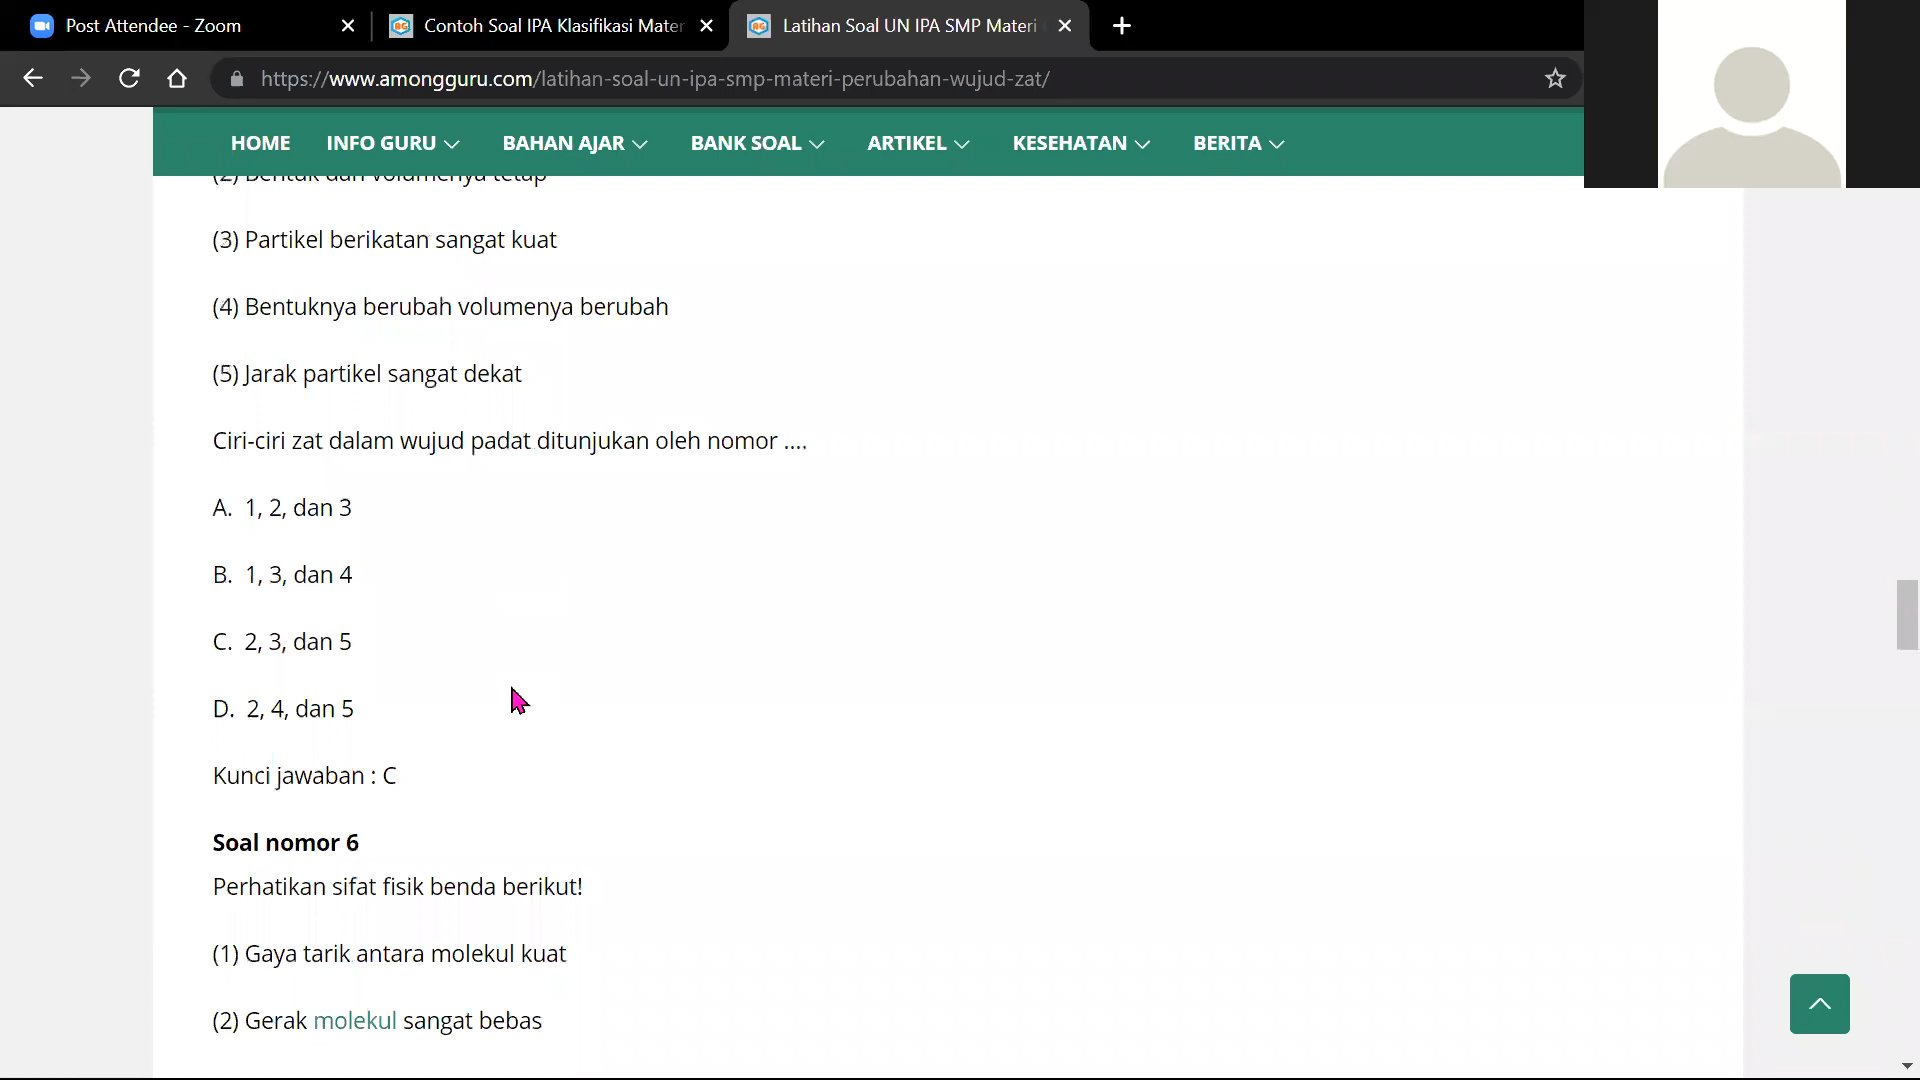 Post Attendee - Zoom
Contoh Soal IPA Klasifikasi Mater
Latihan Soal UN IPA SMP Materi
https://www.amongguru.com/latihan-soal-un-ipa-smp-materi-perubahan-wujud-zat/
HOME INFO GURU BAHAN AJAR BANK SOAL ARTIKEL KESEHATAN BERITA
(2) Bentuk dan volumenya tetap
(3) Partikel berikatan sangat kuat
(4) Bentuknya berubah volumenya berubah
(5) Jarak partikel sangat dekat
Ciri-ciri zat dalam wujud padat ditunjukan oleh nomor ....
A. 1, 2, dan 3
B. 1, 3, dan 4
C. 2, 3, dan 5
D. 2, 4, dan 5
Kunci jawaban : C
Soal nomor 6
Perhatikan sifat fisik benda berikut!
(1) Gaya tarik antara molekul kuat
(2) Gerak molekul sangat bebas